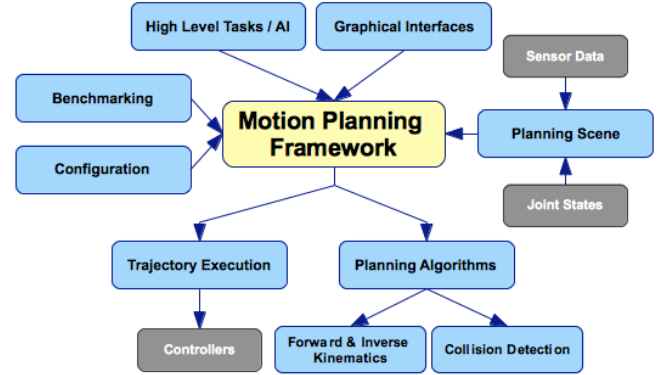 High Level Tasks / AI
Graphical Interfaces
Sensor Data
Benchmarking
Motion Planning
Framework
Planning Scene
Configuration
Joint States
Trajectory Execution
Planning Algorithms
Controllers
Forward & Inverse
Kinematics
Collision Detection